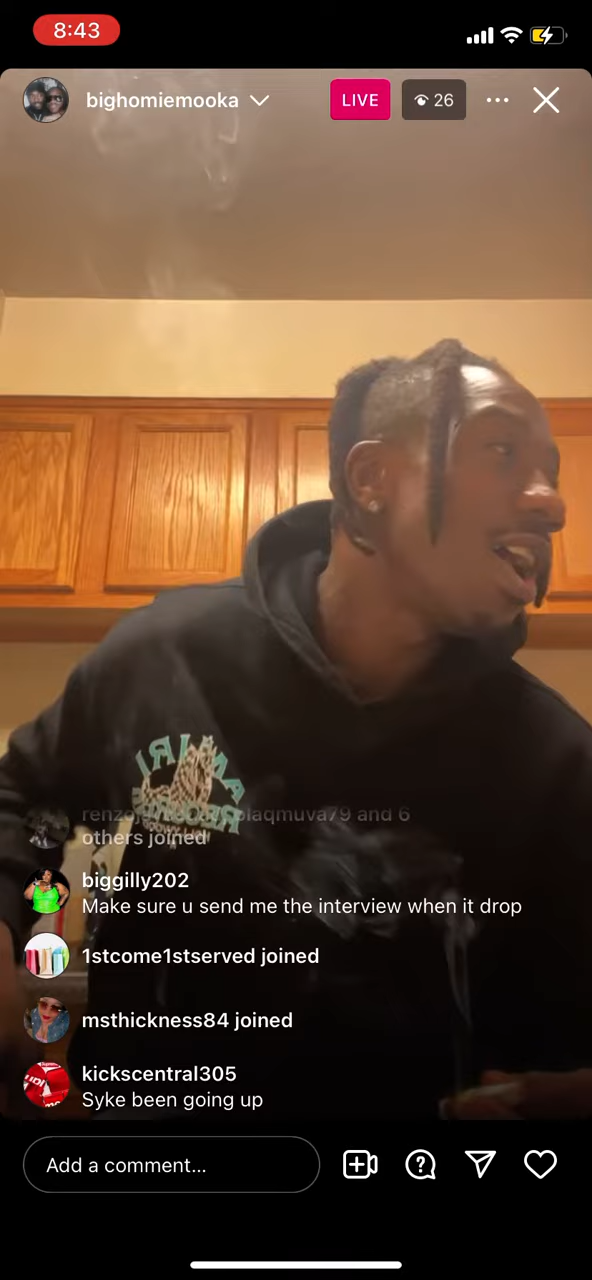 8:43
bighomiemooka
LIVE
26
others joined
biggilly202
Make sure u send me the interview when it drop
1stcome1stserved joined
msthickness84 joined
kickscentral305
Syke been going up
Add a comment...